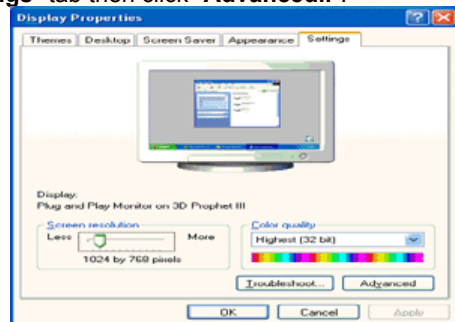 gs" tab then click "Advanced..".
Display Properties
Themes Desktop Screen Saver Appearance Settings
Display:
Plug and Play Monitor on 3D Prophet III
Screen resolution
Less More
1024 by 768 pixels
Color quality
Highest (32 bit)
Troubleshoot... Advanced
OK Cancel Apply